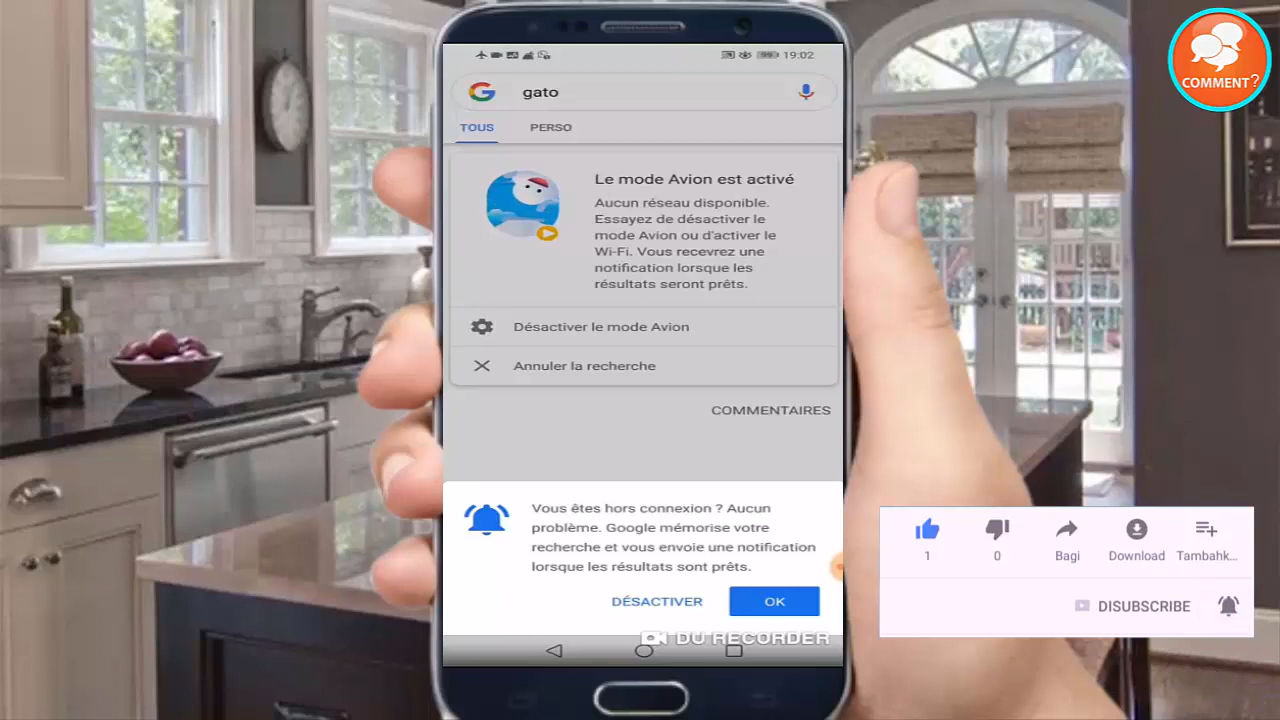 COMMENT?
19:02
gato
TOUS PERSO
Le mode Avion est activé
Aucun réseau disponible.
Essayez de désactiver le
mode Avion ou d'activer le
Wi-Fi. Vous recevrez une
notification lorsque les
résultats seront prêts.
Désactiver le mode Avion
Annuler la recherche
COMMENTAIRES
Vous êtes hors connexion ? Aucun
problème. Google mémorise votre
recherche et vous envoie une notification
lorsque les résultats sont prêts.
DÉSACTIVER OK
DU RECORDER
1 0 Bagi Download Tambahk...
DISUBSCRIBE